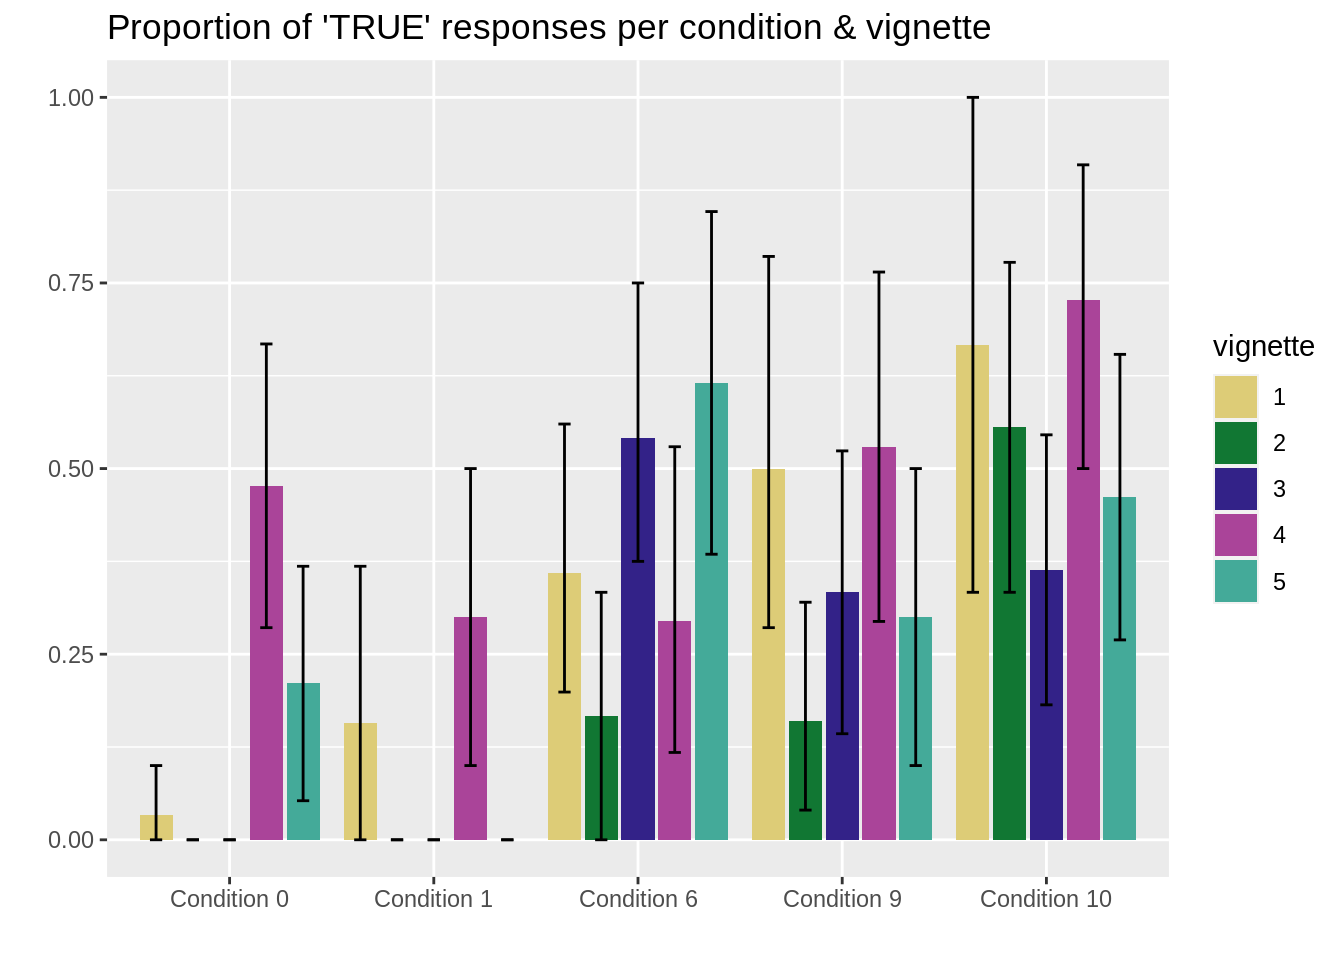 Proportion of 'TRUE' responses per condition & vignette
1.00
0.75
0.50
0.25
0.00
Condition 0
Condition 1
Condition 6
Condition 9
Condition 10
vignette
1
2
3
4
5